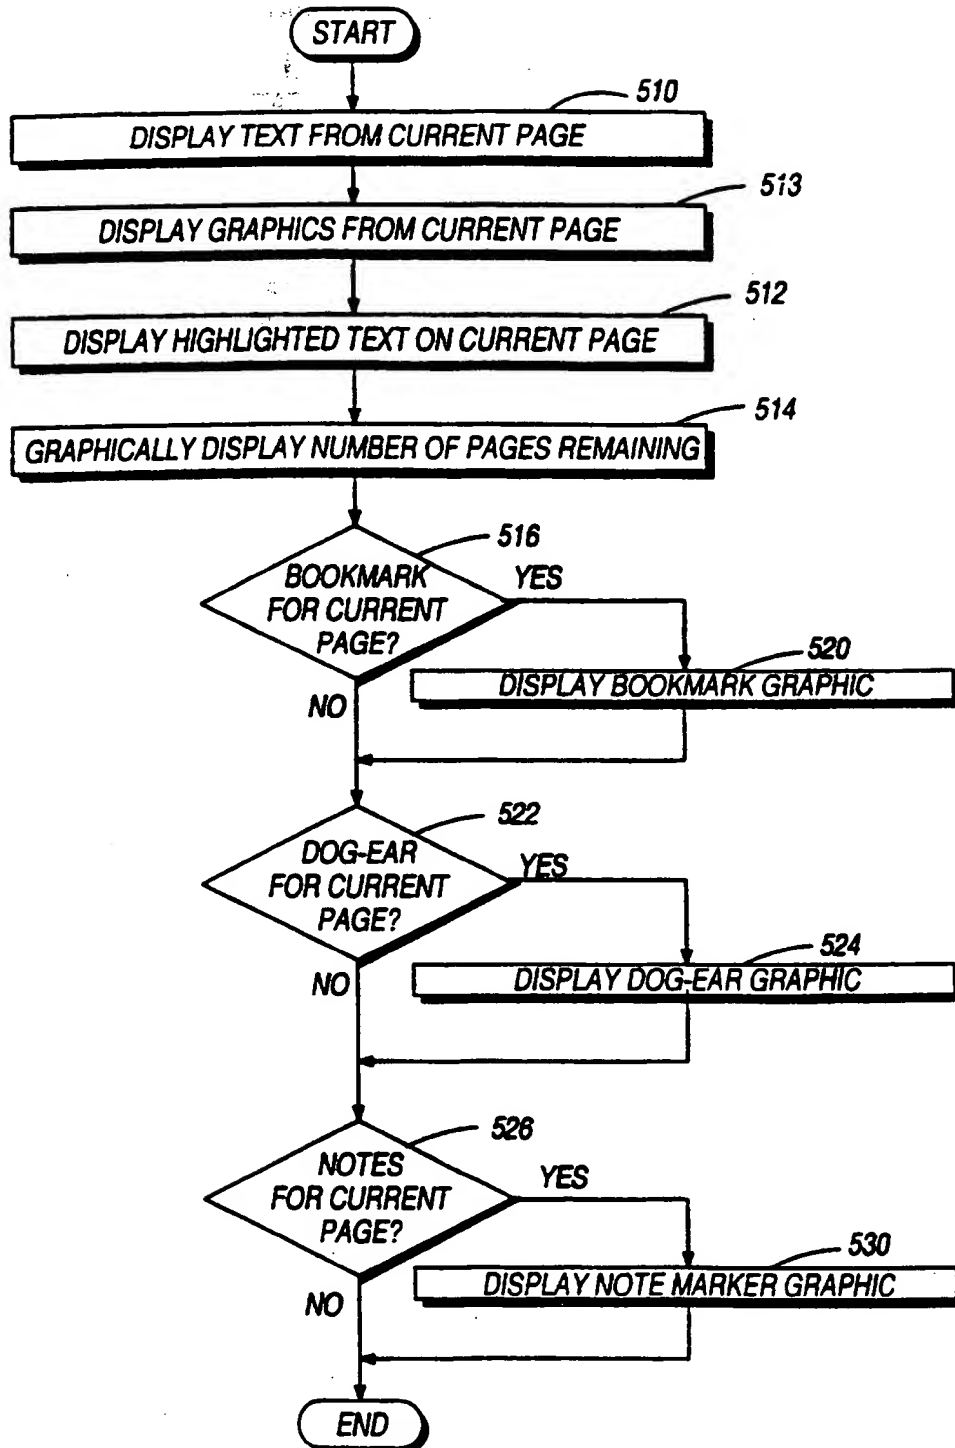 START
510
DISPLAY TEXT FROM CURRENT PAGE
513
DISPLAY GRAPHICS FROM CURRENT PAGE
512
DISPLAY HIGHLIGHTED TEXT ON CURRENT PAGE
514
GRAPHICALLY DISPLAY NUMBER OF PAGES REMAINING
516
BOOKMARK
FOR CURRENT
PAGE?
YES
520
DISPLAY BOOKMARK GRAPHIC
NO
522
DOG-EAR
FOR CURRENT
PAGE?
YES
524
DISPLAY DOG-EAR GRAPHIC
NO
526
NOTES
FOR CURRENT
PAGE?
YES
530
DISPLAY NOTE MARKER GRAPHIC
NO
END